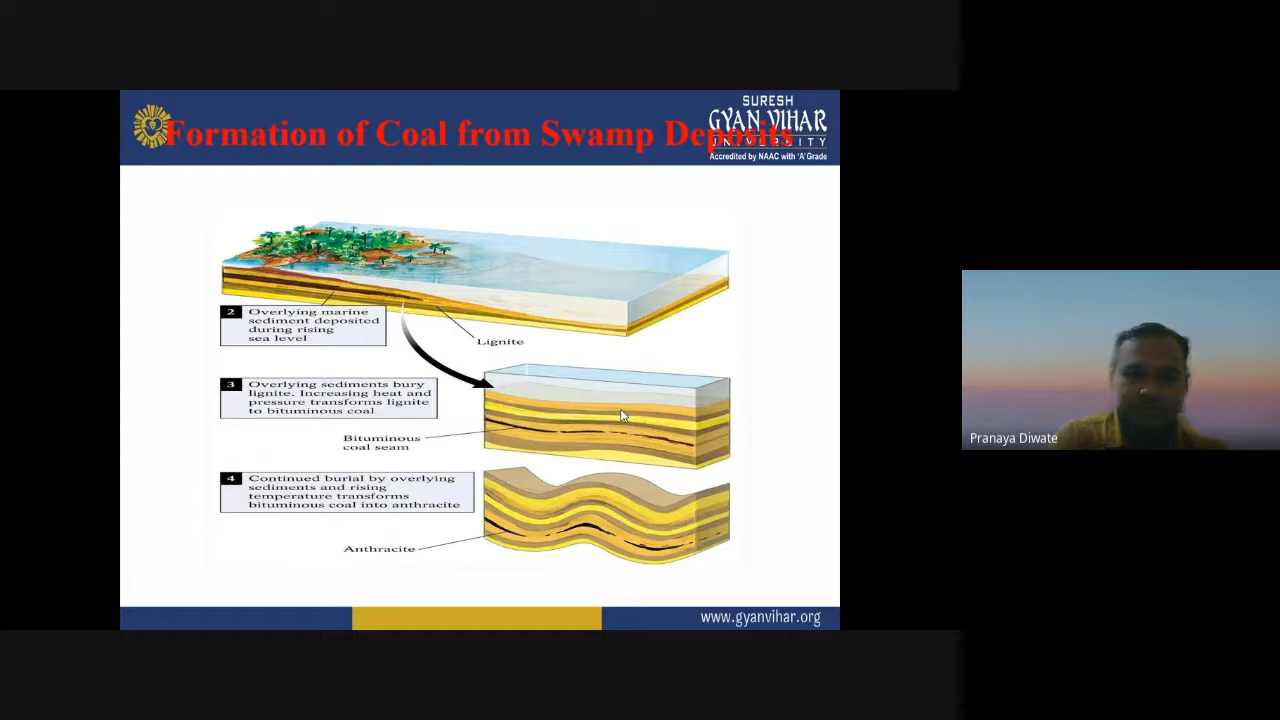 SURESH
GYAN VIHAR
UNIVERSITY
Accredited by NAAC with 'A' Grade
Formation of Coal from Swamp Deposits
2 Overlying marine
sediment deposited
during rising
sea level
Lignite
3 Overlying sediments bury
lignite. Increasing heat and
pressure transforms lignite
to bituminous coal
Bituminous
coal seam
4 Continued burial by overlying
sediments and rising
temperature transforms
bituminous coal into anthracite
Anthracite
www.gyanvihar.org
Pranaya Diwate